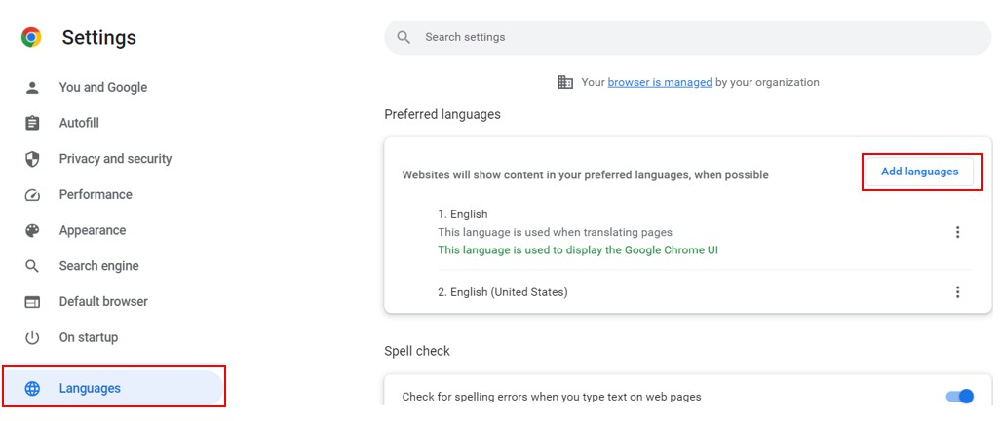 Settings
Search settings
You and Google
Autofill
Privacy and security
Performance
Appearance
Search engine
Default browser
On startup
Languages
Your browser is managed by your organization
Preferred languages
Websites will show content in your preferred languages, when possible
Add languages
1. English
This language is used when translating pages
This language is used to display the Google Chrome UI
2. English (United States)
Spell check
Check for spelling errors when you type text on web pages